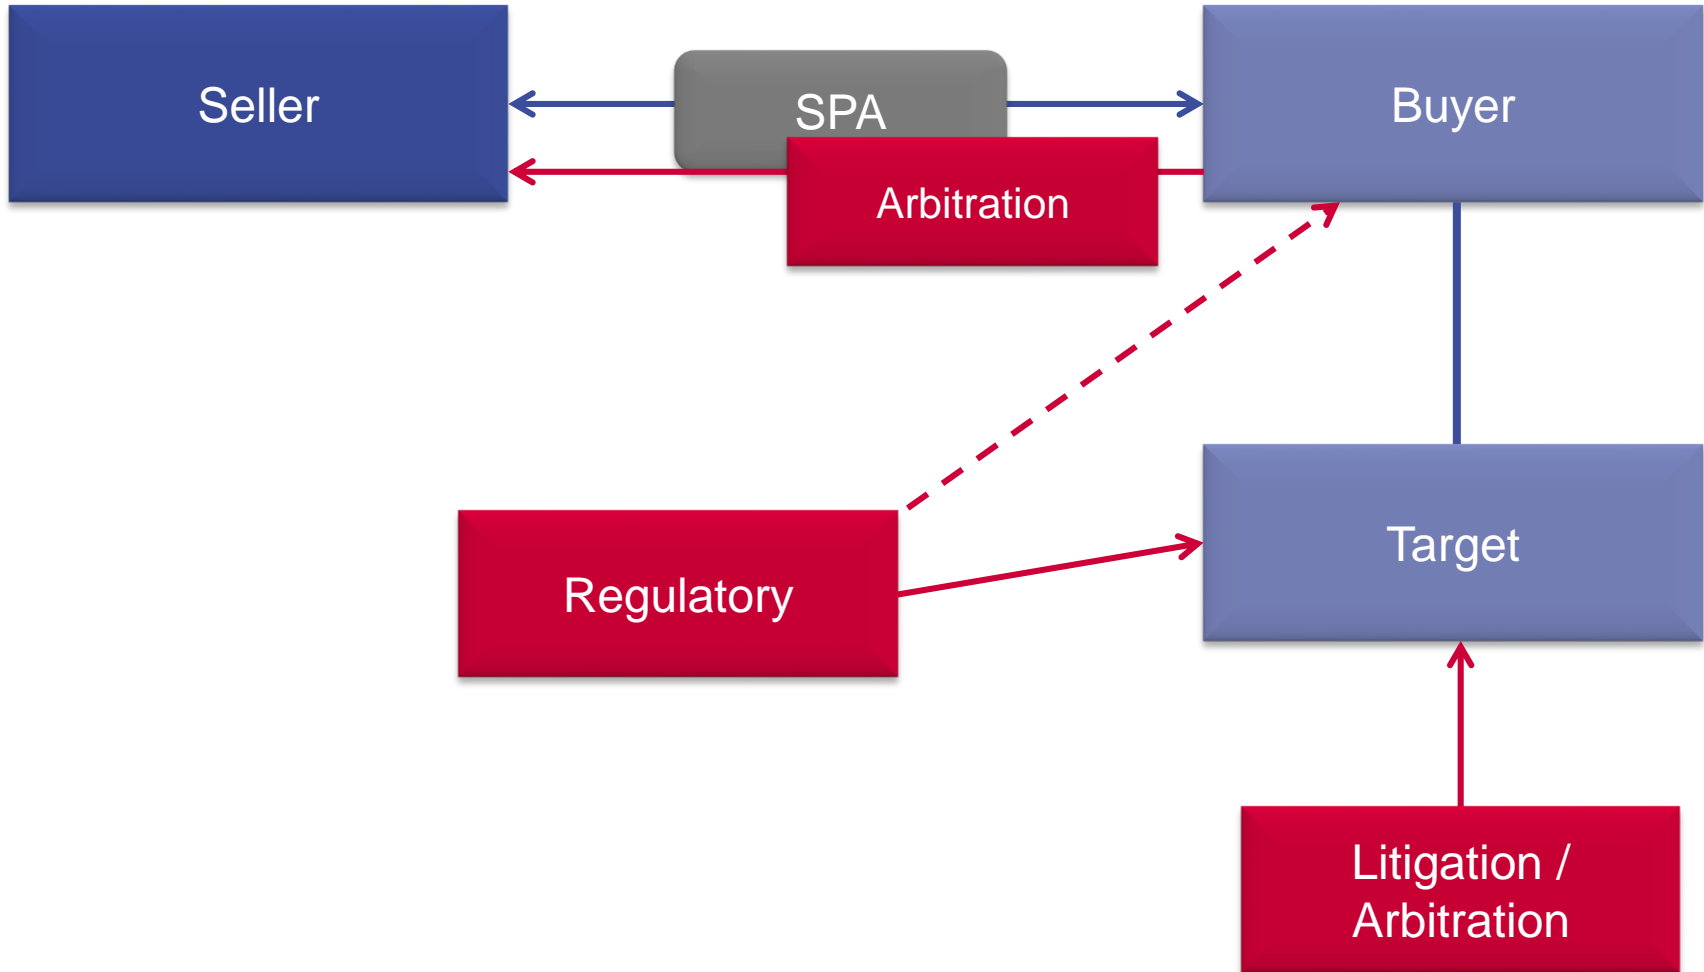 Seller
SPA
Buyer
Arbitration
Target
Regulatory
Litigation /
Arbitration